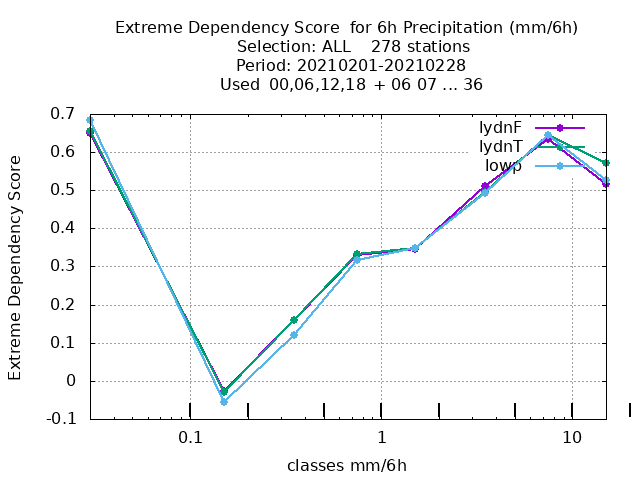 Extreme Dependency Score  for 6h Precipitation (mm/6h)
Selection: ALL    278 stations
Period: 20210201-20210228
Used  00,06,12,18  + 06 07 ... 36
Extreme Dependency Score
0.7
0.6
0.5
0.4
0.3
0.2
0.1
0
-0.1
lydnF
lydnT
lowp
0.1
1
10
classes mm/6h